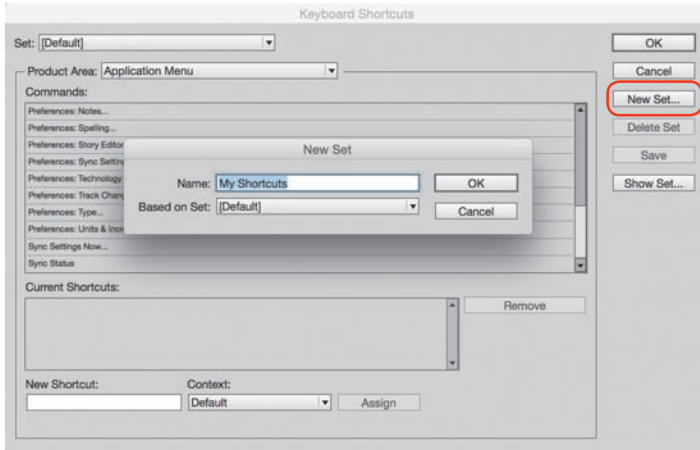 Keyboard Shortcuts
Set: [Default]
OK
Product Area: Application Menu
Cancel
Commands:
New Set...
Preferences: Notes...
Preferences: Spelling...
Delete Set
Preferences: Story Editor
New Set
Preferences: Sync Settin
Save
Preferences: Technology
Name: My Shortcuts
OK
Show Set...
Preferences: Track Chan
Based on Set: [Default]
Cancel
Preferences: Type...
Preferences: Units & Incr
Sync Settings Now...
Sync Status
Current Shortcuts:
Remove
New Shortcut:
Context:
Default
Assign